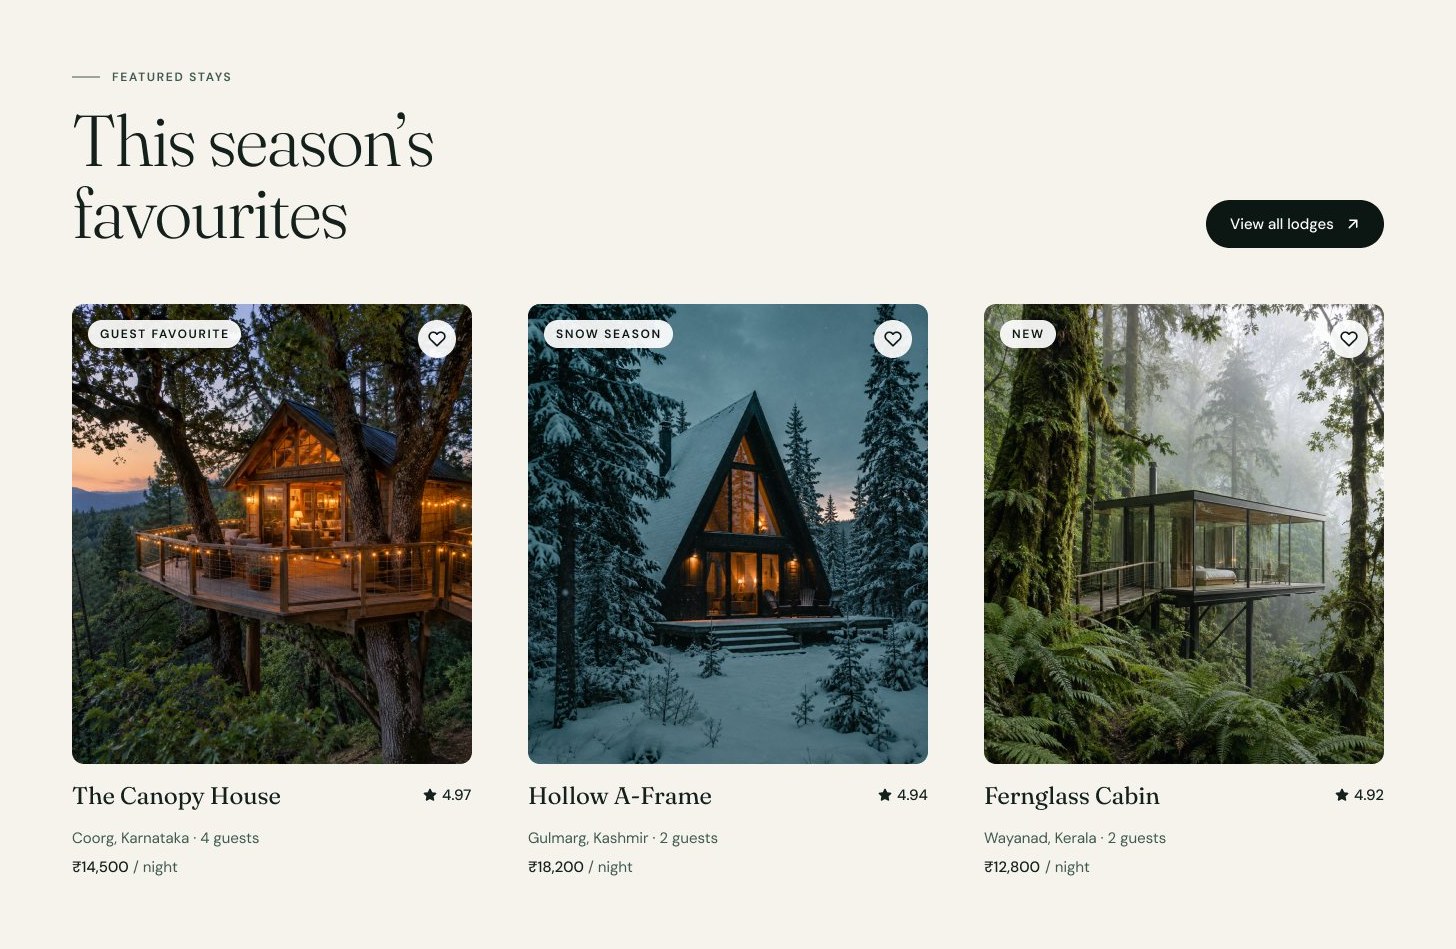 FEATURED STAYS
This season’s
favourites
View all lodges
GUEST FAVOURITE
SNOW SEASON
NEW
The Canopy House
4.97
Coorg, Karnataka · 4 guests
₹14,500 / night
Hollow A-Frame
4.94
Gulmarg, Kashmir · 2 guests
₹18,200 / night
Fernglass Cabin
4.92
Wayanad, Kerala · 2 guests
₹12,800 / night